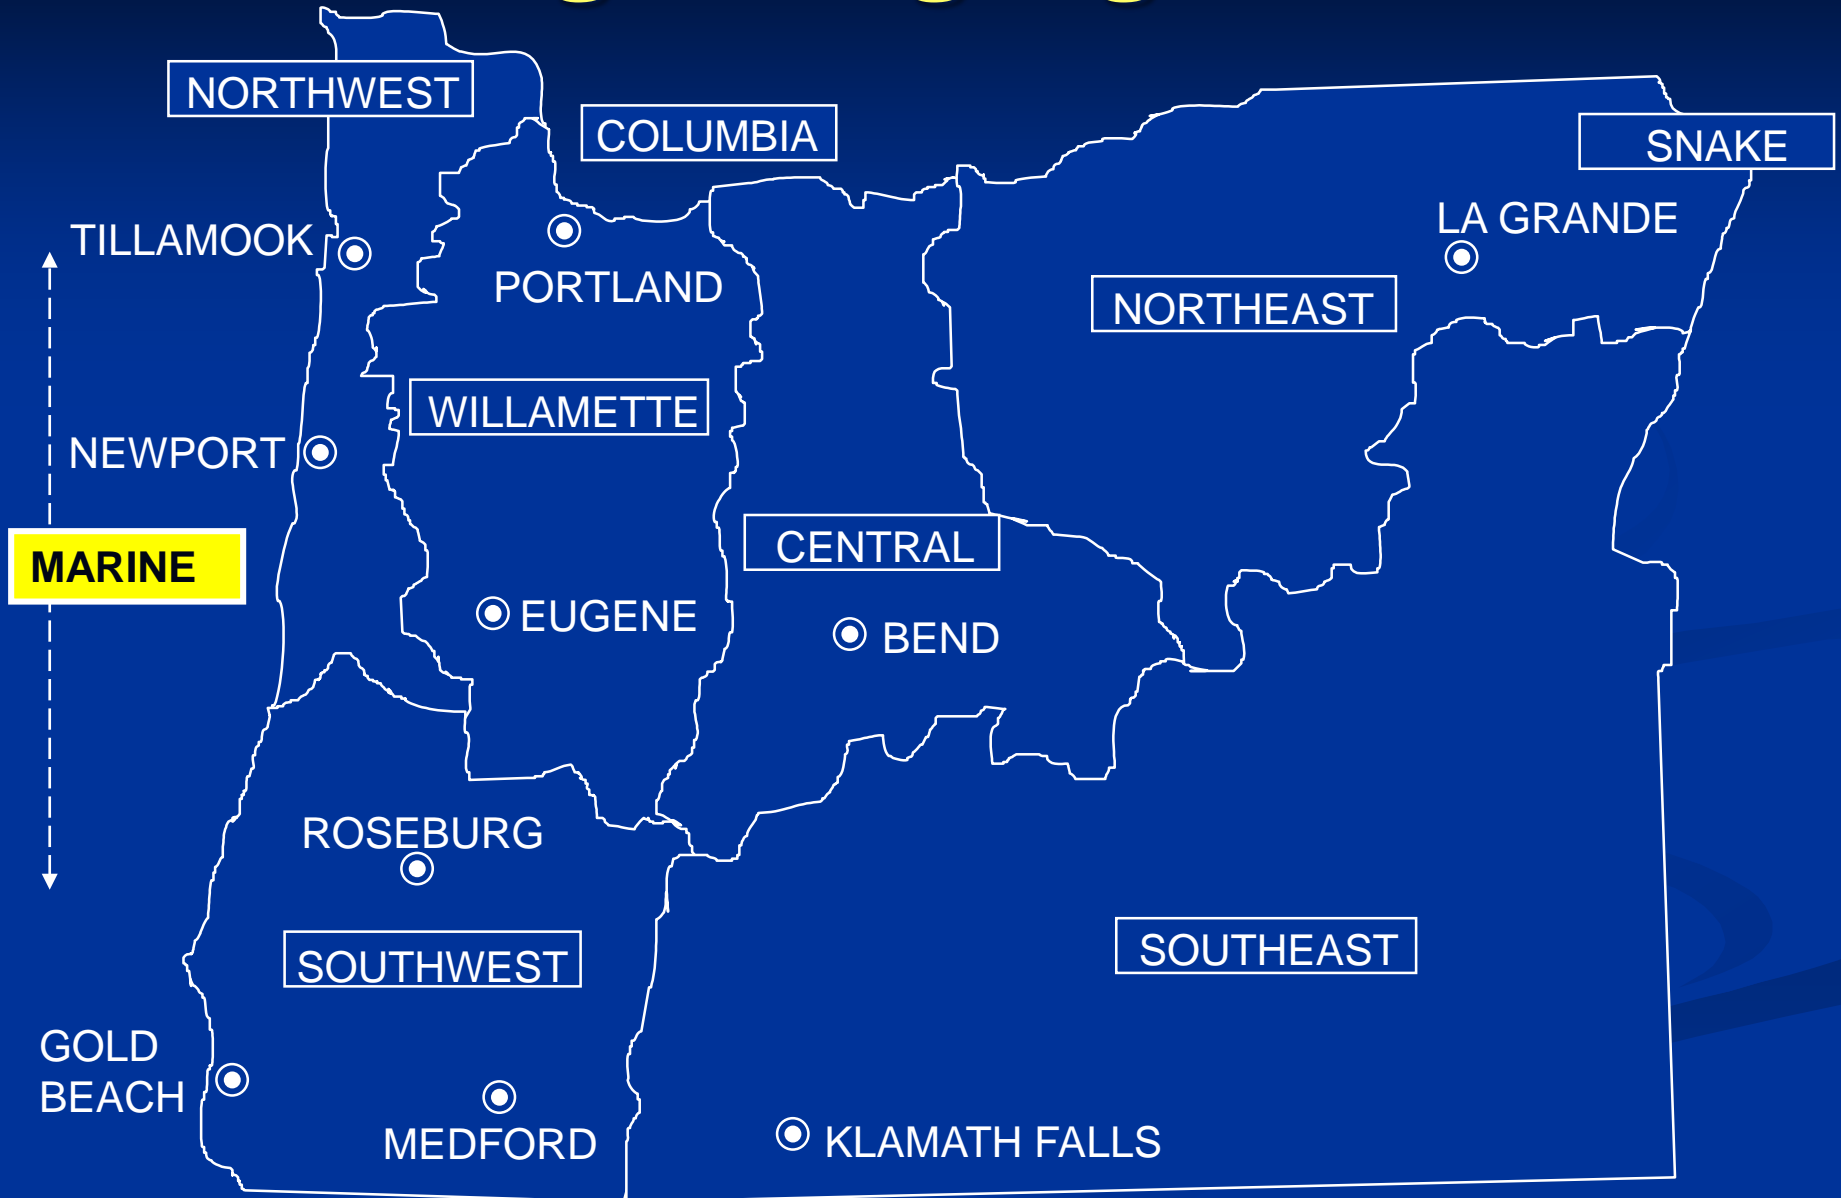 NORTHWEST
COLUMBIA
SNAKE
TILLAMOOK
LA GRANDE
PORTLAND
NORTHEAST
WILLAMETTE
NEWPORT
CENTRAL
MARINE
EUGENE
BEND
ROSEBURG
SOUTHWEST
SOUTHEAST
GOLD
BEACH
MEDFORD
KLAMATH FALLS